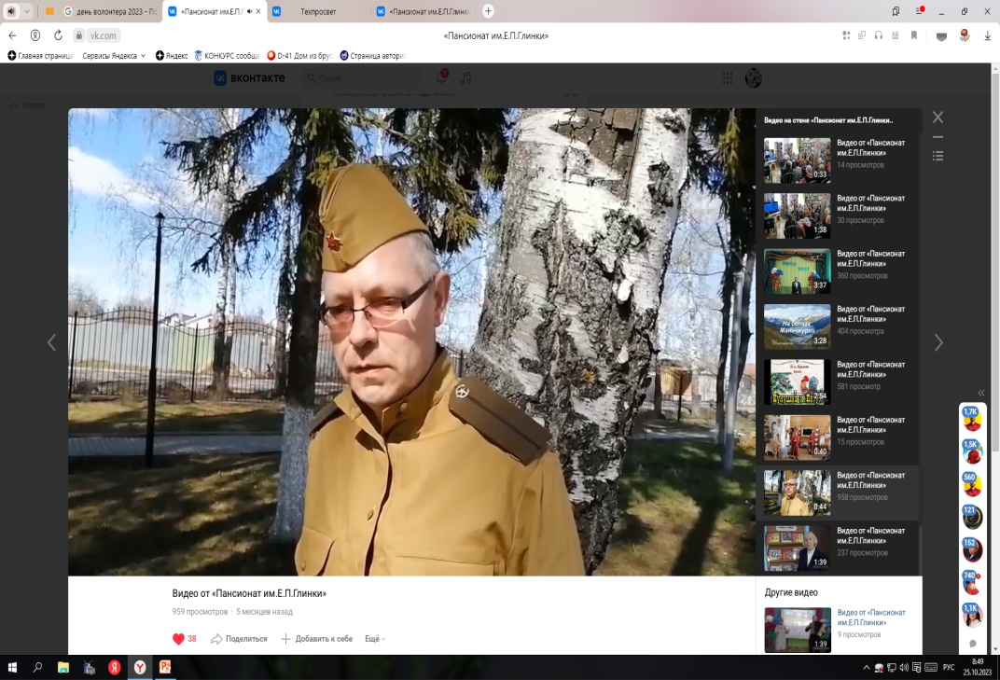 день волонтера 2023 - По
«Пансионат им.Е.П.Г
Техпросвет
«Пансионат им.Е.П.Глинки
vk.com
«Пансионат им.Е.П.Глинки»
Главная страница
Сервисы Яндекса
Яндекс
КОНКУРС сообще
D-41 Дом из брус
Страница авториз
ВКОНТАКТЕ
Поиск
Наверх
Видео на стене «Пансионат им.Е.П.Глинки..
Видео от «Пансионат
им.Е.П.Глинки»
14 просмотров
0:33
Видео от «Пансионат
им.Е.П.Глинки»
30 просмотров
1:38
Видео от «Пансионат
им.Е.П.Глинки»
360 просмотров
3:37
Видео от «Пансионат
им.Е.П.Глинки»
404 просмотра
На сопках
Маньчжурии
3:28
Видео от «Пансионат
им.Е.П.Глинки»
581 просмотр
Видео от «Пансионат
им.Е.П.Глинки»
15 просмотров
0:40
Видео от «Пансионат
им.Е.П.Глинки»
958 просмотров
0:44
Видео от «Пансионат
им.Е.П.Глинки»
237 просмотров
1:39
Видео от «Пансионат им.Е.П.Глинки»
959 просмотров · 5 месяцев назад
38
Поделиться
Добавить к себе
Ещё
Другие видео
Видео от «Пансионат
им.Е.П.Глинки»
9 просмотров
1:39
1,7K
1,5K
560
121
152
740
1,1K
РУС
8:49
25.10.2023